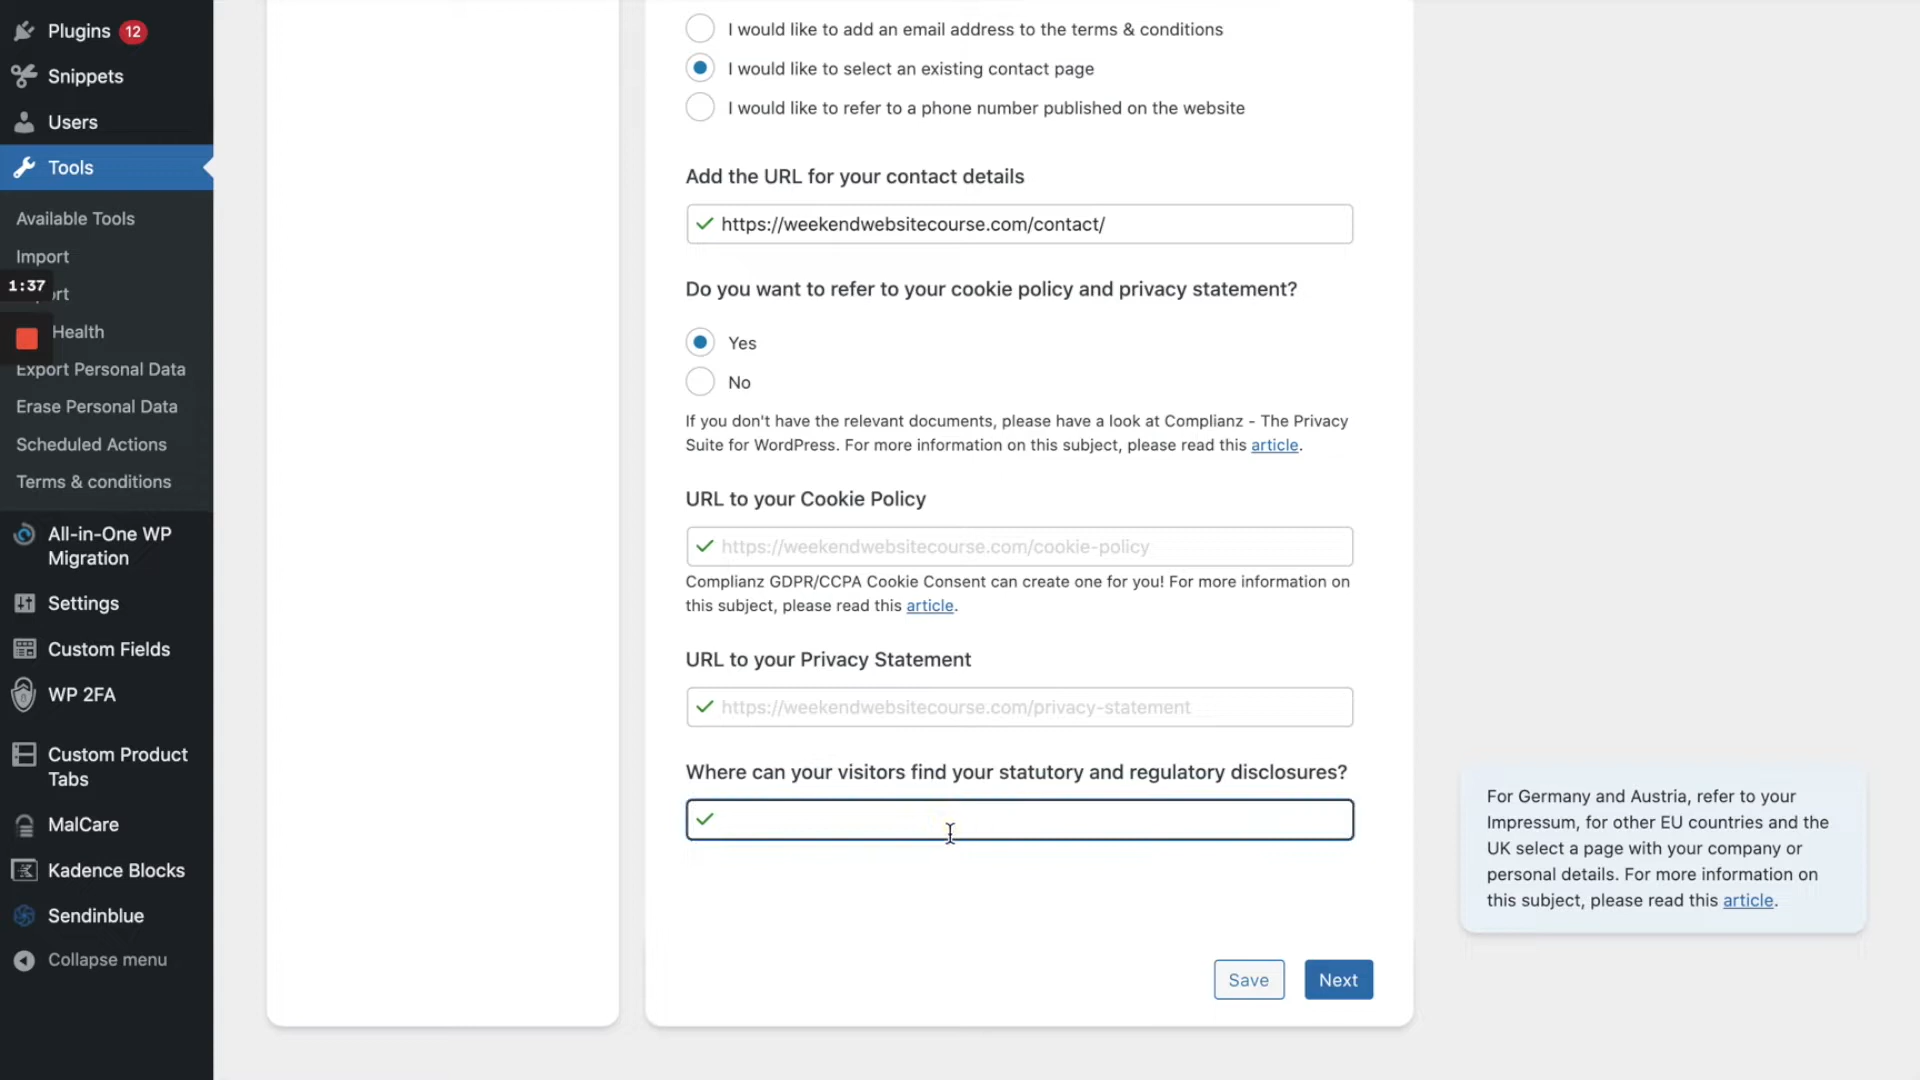 Plugins 12
Snippets
Users
Tools
Available Tools
Import
1:37
rt
Health
Export Personal Data
Erase Personal Data
Scheduled Actions
Terms & conditions
All-in-One WP
Migration
Settings
Custom Fields
WP 2FA
Custom Product
Tabs
MalCare
Kadence Blocks
Sendinblue
Collapse menu
I would like to add an email address to the terms & conditions
I would like to select an existing contact page
I would like to refer to a phone number published on the website
Add the URL for your contact details
https://weekendwebsitecourse.com/contact/
Do you want to refer to your cookie policy and privacy statement?
Yes
No
If you don't have the relevant documents, please have a look at Complianz - The Privacy
Suite for WordPress. For more information on this subject, please read this article.
URL to your Cookie Policy
https://weekendwebsitecourse.com/cookie-policy
Complianz GDPR/CCPA Cookie Consent can create one for you! For more information on
this subject, please read this article.
URL to your Privacy Statement
https://weekendwebsitecourse.com/privacy-statement
Where can your visitors find your statutory and regulatory disclosures?
Save
Next
For Germany and Austria, refer to your
Impressum, for other EU countries and the
UK select a page with your company or
personal details. For more information on
this subject, please read this article.